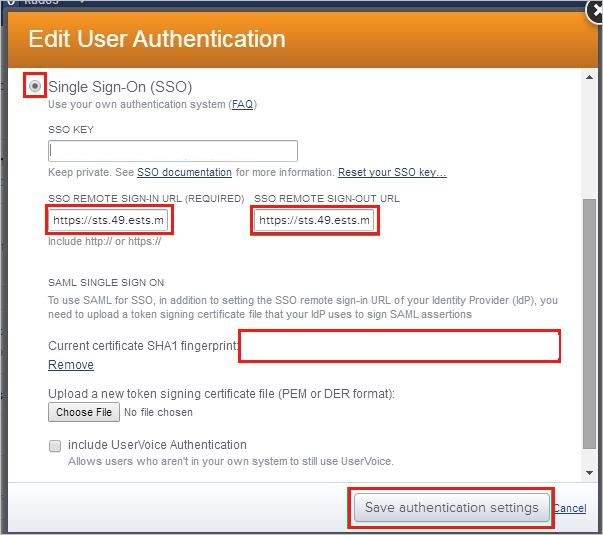 Edit User Authentication
Single Sign-On (SSO)
Use your own authentication system (FAQ)
SSO KEY
Keep private. See SSO documentation for more information. Reset your SSO key...
SSO REMOTE SIGN-IN URL (REQUIRED) SSO REMOTE SIGN-OUT URL
https://sts.49.ests.m https://sts.49.ests.m
Include http:// or https://
SAML SINGLE SIGN ON
To use SAML for SSO, in addition to setting the SSO remote sign-in URL of your Identity Provider (IdP), you
need to upload a token signing certificate file that your IdP uses to sign SAML assertions
Current certificate SHA1 fingerprint:
Remove
Upload a new token signing certificate file (PEM or DER format):
Choose File No file chosen
include UserVoice Authentication
Allows users who aren't in your own system to still use UserVoice.
Save authentication settings Cancel